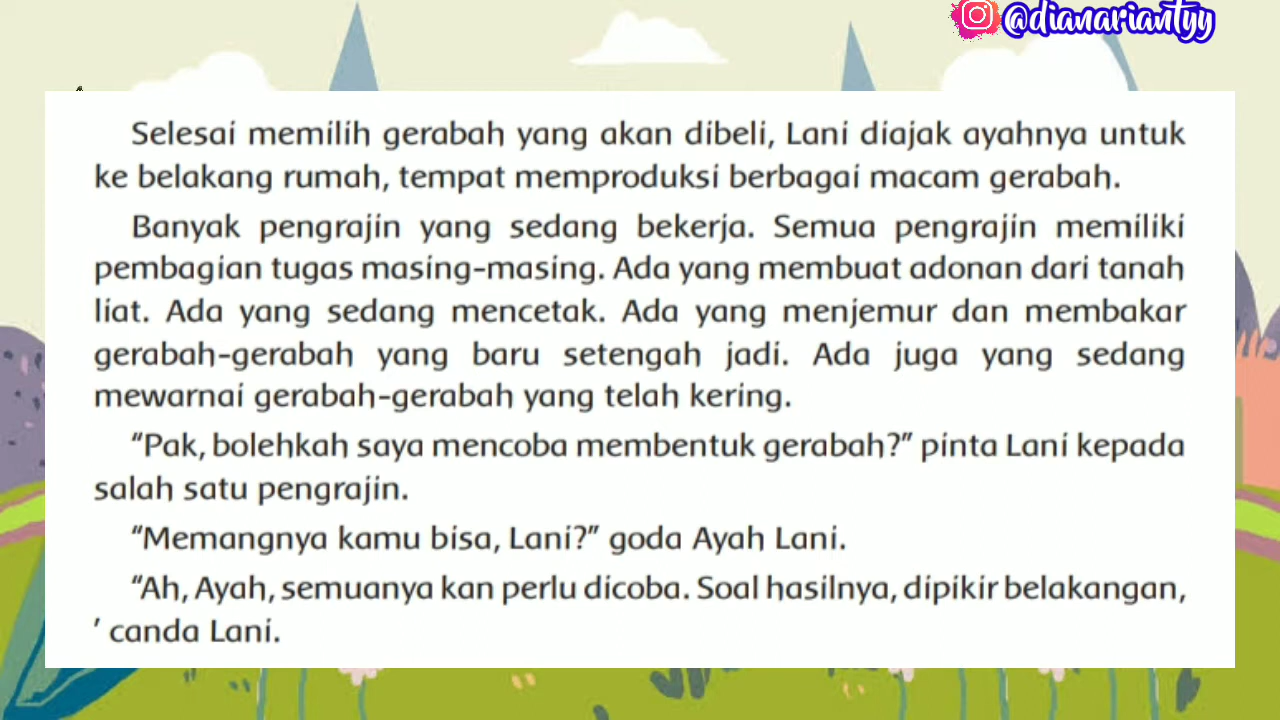 @dianariantyy
Selesai memilih gerabah yang akan dibeli, Lani diajak ayahnya untuk
ke belakang rumah, tempat memproduksi berbagai macam gerabah.
Banyak pengrajin yang sedang bekerja. Semua pengrajin memiliki
pembagian tugas masing-masing. Ada yang membuat adonan dari tanah
liat. Ada yang sedang mencetak. Ada yang menjemur dan membakar
gerabah-gerabah yang baru setengah jadi. Ada juga yang sedang
mewarnai gerabah-gerabah yang telah kering.
“Pak, bolehkah saya mencoba membentuk gerabah?” pinta Lani kepada
salah satu pengrajin.
“Memangnya kamu bisa, Lani?” goda Ayah Lani.
“Ah, Ayah, semuanya kan perlu dicoba. Soal hasilnya, dipikir belakangan,
’ canda Lani.